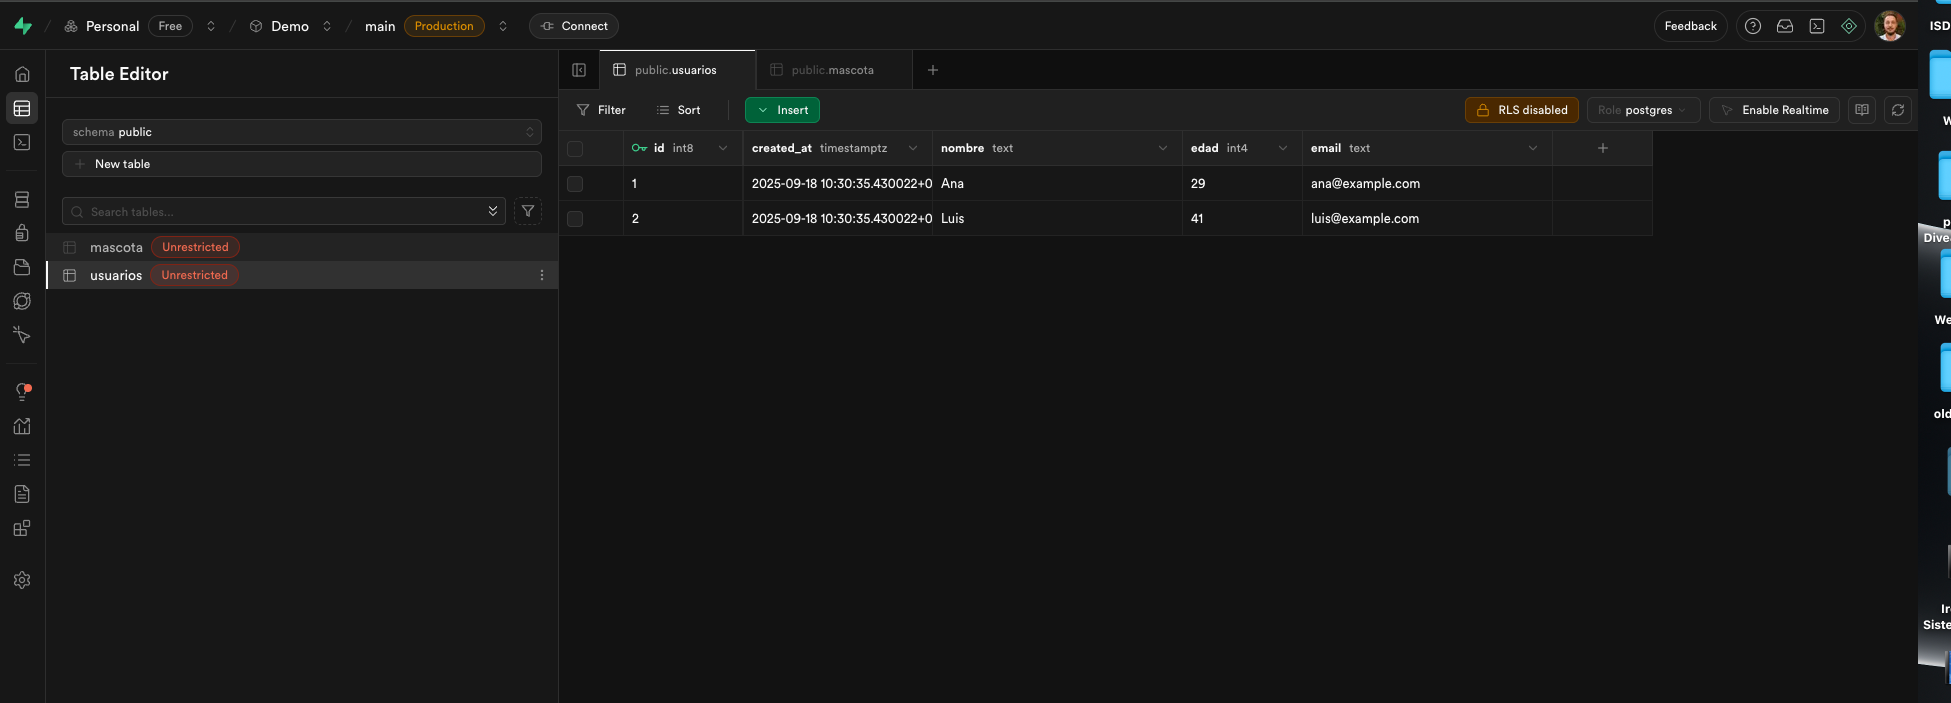 Personal Free Demo main Production Connect Feedback
Table Editor
public.usuarios public.mascota
Filter Sort Insert RLS disabled Role postgres Enable Realtime
schema public
New table
Search tables...
mascota Unrestricted
usuarios Unrestricted
id int8 created_at timestamptz nombre text edad int4 email text
1 2025-09-18 10:30:35.430022+0 Ana 29 ana@example.com
2 2025-09-18 10:30:35.430022+0 Luis 41 luis@example.com
ISD
W
p
Dive
We
old
Ir
Siste